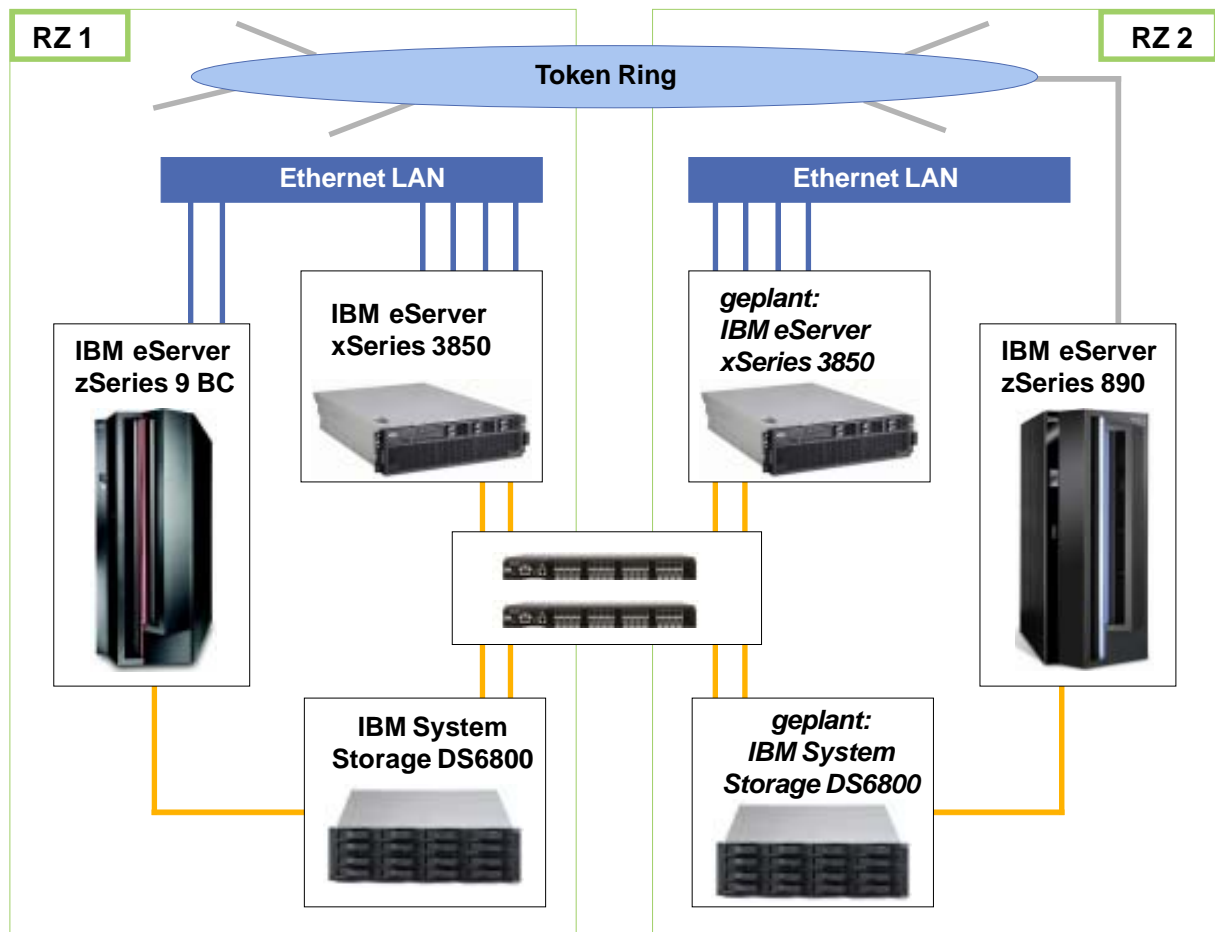 RZ 1
RZ 2
Token Ring
Ethernet LAN
Ethernet LAN
IBM eServer
xSeries 3850
geplant:
IBM eServer
xSeries 3850
IBM eServer
zSeries 9 BC
IBM eServer
zSeries 890
IBM System
Storage DS6800
geplant:
IBM System
Storage DS6800